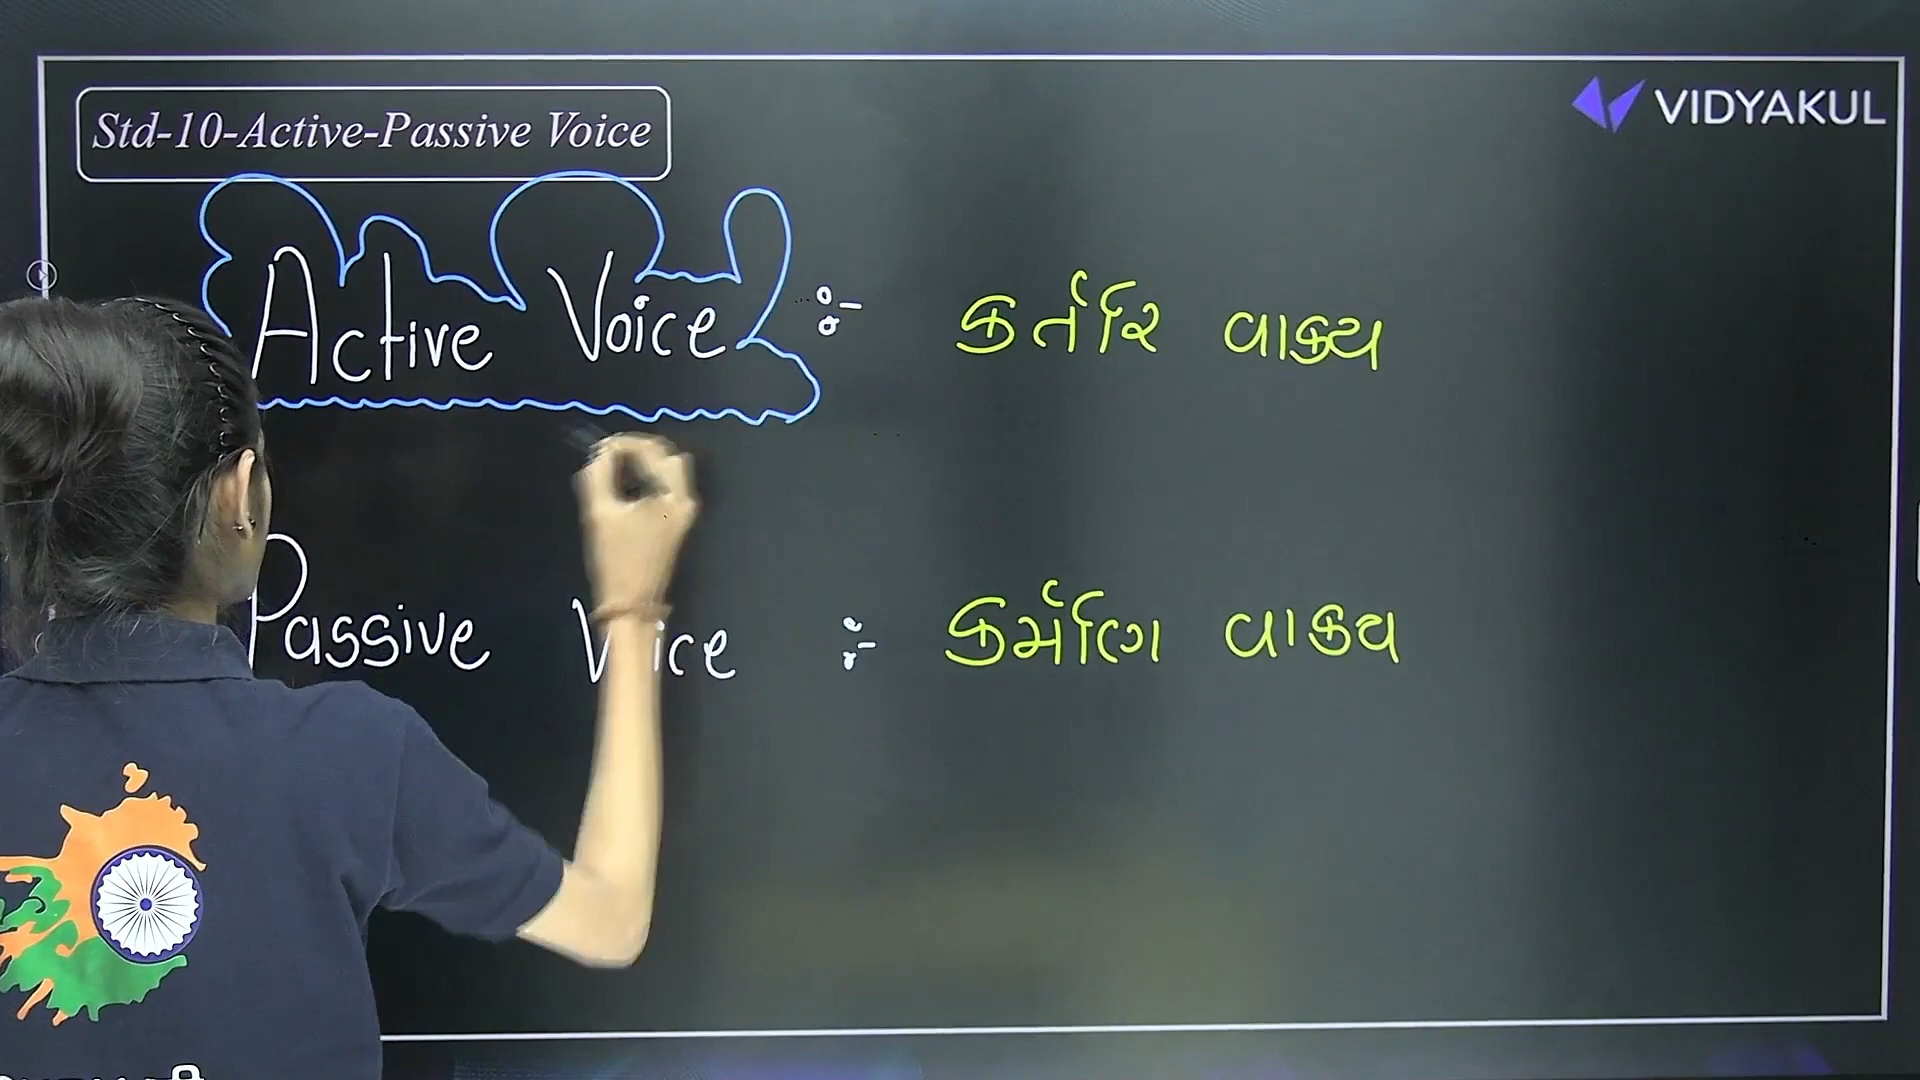 Std-10-Active-Passive Voice
VIDYAKUL
Active Voice :- કર્તરિ વાક્ય
Passive Voice :- કર્મણિ વાક્ય